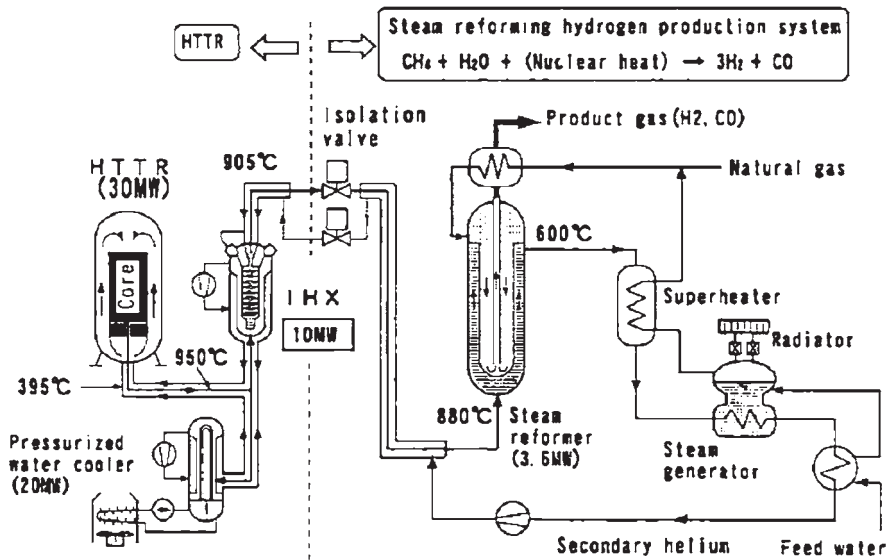 HTTR
Steam reforming hydrogen production system
CH4 + H2O + (Nuclear heat) → 3H2 + CO
Isolation
valve
905℃
Product gas(H2, CO)
Natural gas
HTTR
(30MW)
600℃
Core
IHX
10MW
Superheater
Radiator
950℃
395℃
880℃
Steam
reformer
(3.6MW)
Steam
generator
Pressurized
water cooler
(20MW)
Secondary helium
Feed water